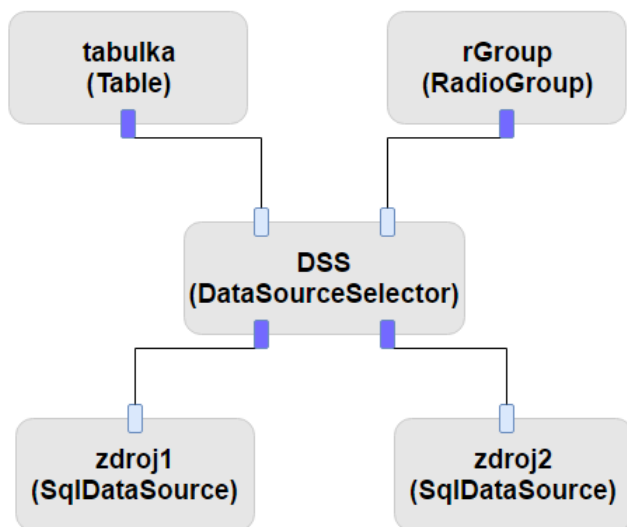 tabulka
(Table)
rGroup
(RadioGroup)
DSS
(DataSourceSelector)
zdroj1
(SqlDataSource)
zdroj2
(SqlDataSource)